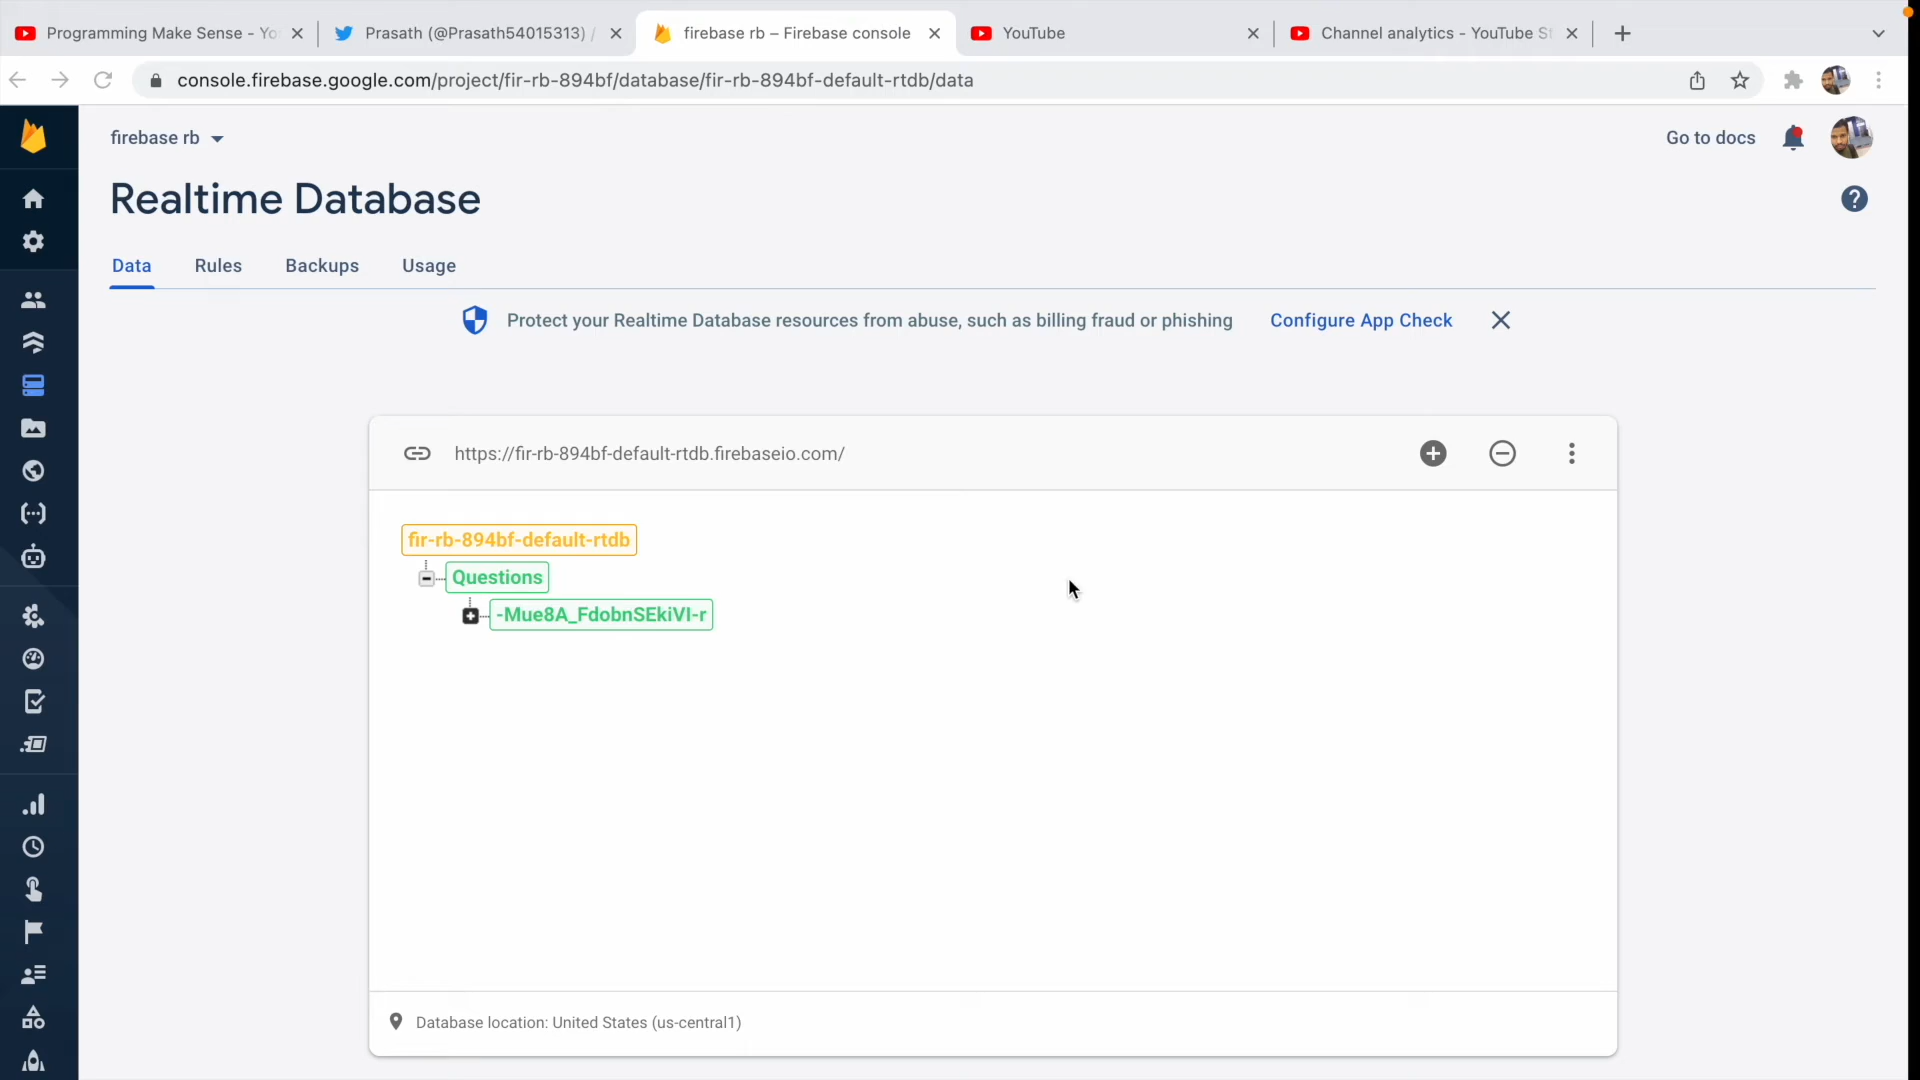 Programming Make Sense - Yo
Prasath (@Prasath54015313) /
firebase rb – Firebase console
YouTube
Channel analytics - YouTube St
console.firebase.google.com/project/fir-rb-894bf/database/fir-rb-894bf-default-rtdb/data
firebase rb
Go to docs
Realtime Database
Data Rules Backups Usage
Protect your Realtime Database resources from abuse, such as billing fraud or phishing Configure App Check
https://fir-rb-894bf-default-rtdb.firebaseio.com/
fir-rb-894bf-default-rtdb
Questions
-Mue8A_FdobnSEkiVI-r
Database location: United States (us-central1)